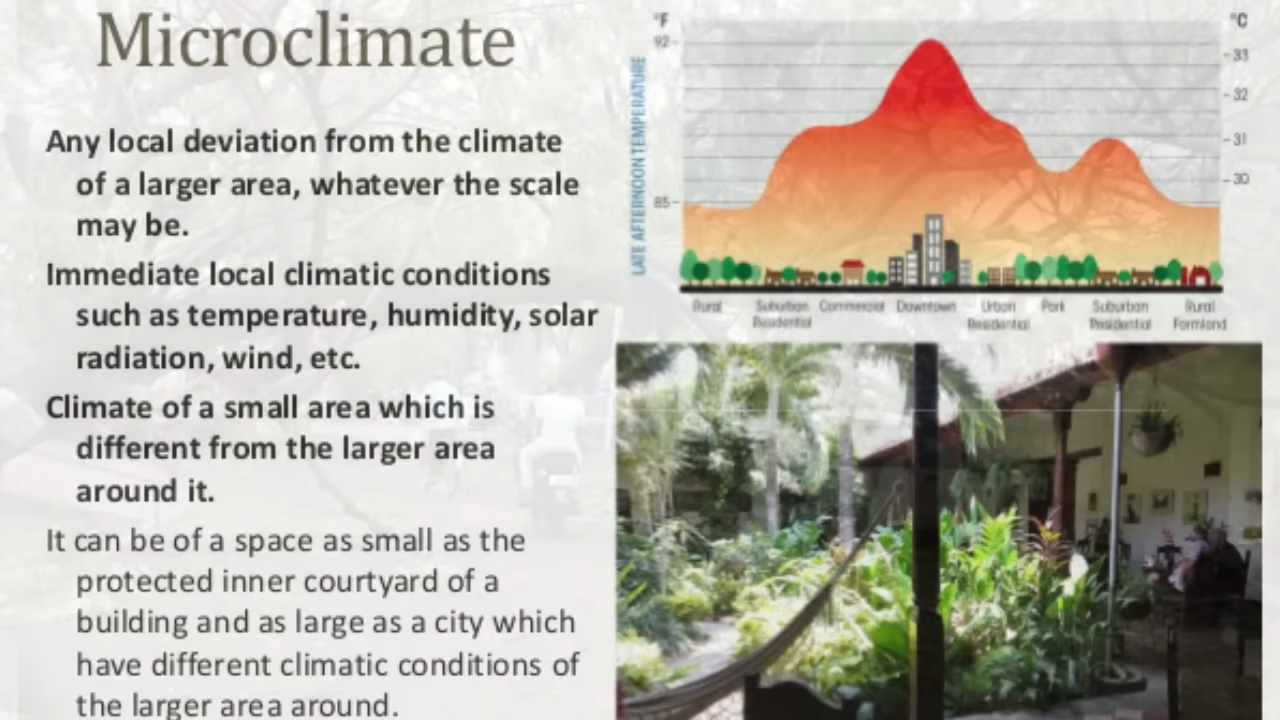 Microclimate
Any local deviation from the climate
of a larger area, whatever the scale
may be.
Immediate local climatic conditions
such as temperature, humidity, solar
radiation, wind, etc.
Climate of a small area which is
different from the larger area
around it.
It can be of a space as small as the
protected inner courtyard of a
building and as large as a city which
have different climatic conditions of
the larger area around.
°F
°C
92
33
32
31
30
85
LATE AFTERNOON TEMPERATURE
Rural Suburban Commercial Downtown Urban Park Suburban Rural
Residential Residential Residential Farmland